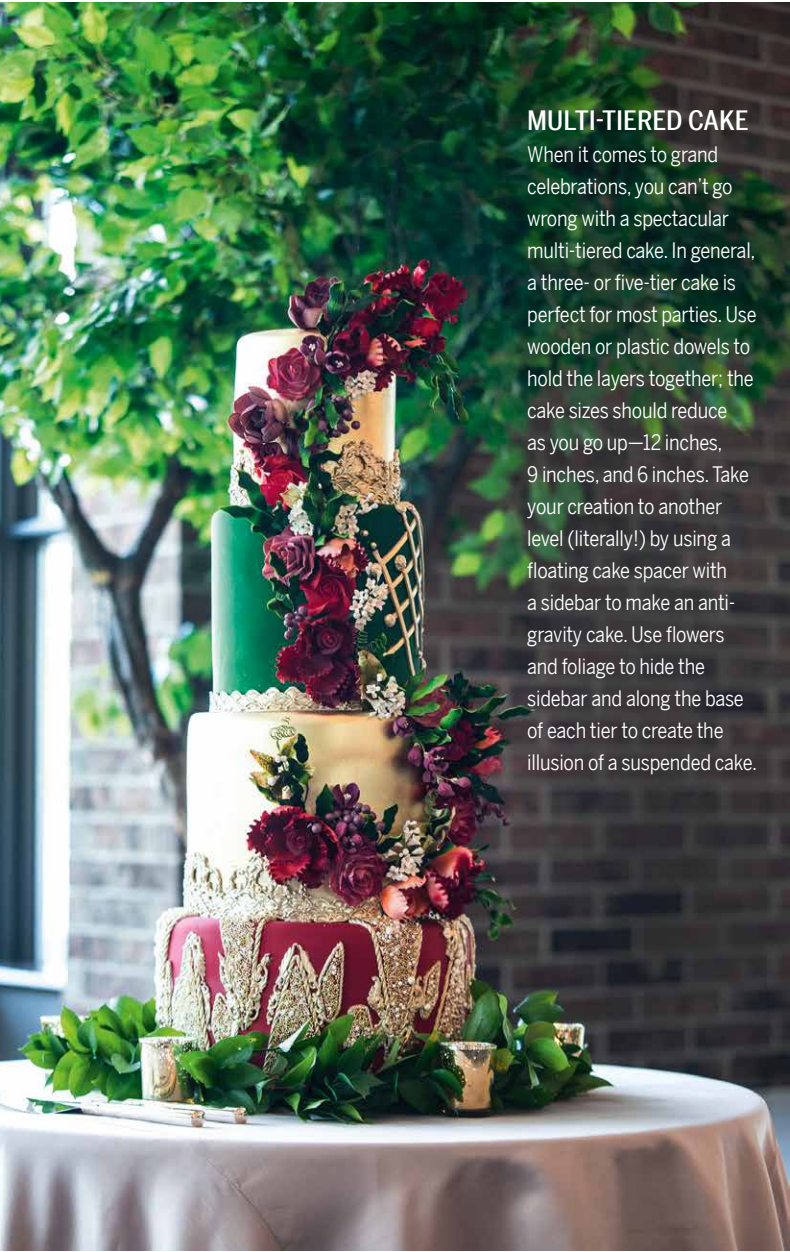 MULTI-TIERED CAKE
When it comes to grand
celebrations, you can't go
wrong with a spectacular
multi-tiered cake. In general,
a three- or five-tier cake is
perfect for most parties. Use
wooden or plastic dowels to
hold the layers together; the
cake sizes should reduce
as you go up—12 inches,
9 inches, and 6 inches. Take
your creation to another
level (literally!) by using a
floating cake spacer with
a sidebar to make an anti-
gravity cake. Use flowers
and foliage to hide the
sidebar and along the base
of each tier to create the
illusion of a suspended cake.